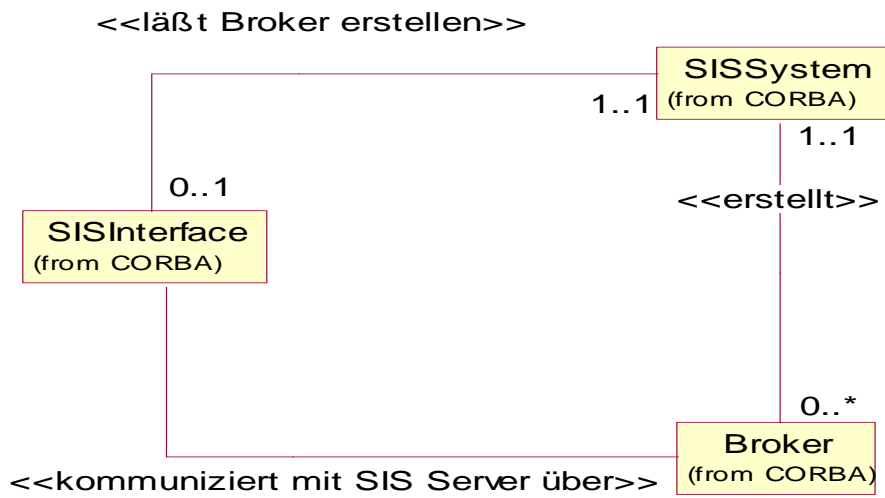 <<läßt Broker erstellen>>
SISSystem
(from CORBA)
1..1
1..1
0..1
<<erstellt>>
SISInterface
(from CORBA)
0..*
Broker
(from CORBA)
<<kommuniziert mit SIS Server über>>